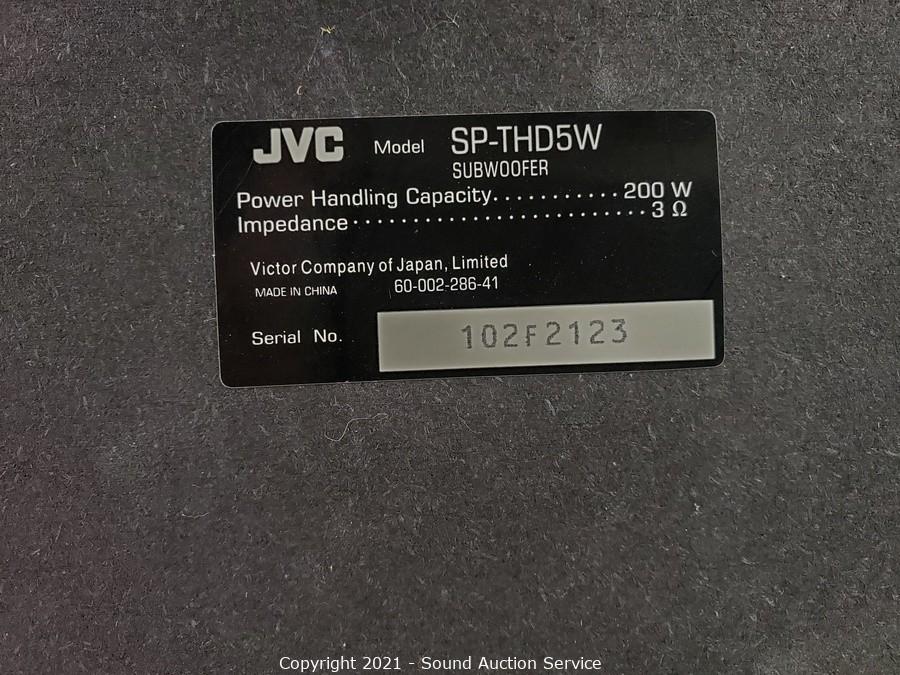 JVC Model SP-THD5W
SUBWOOFER
Power Handling Capacity........... 200 W
Impedance......................... 3 Ω
Victor Company of Japan, Limited
MADE IN CHINA 60-002-286-41
Serial No. 102F2123
Copyright 2021 - Sound Auction Service